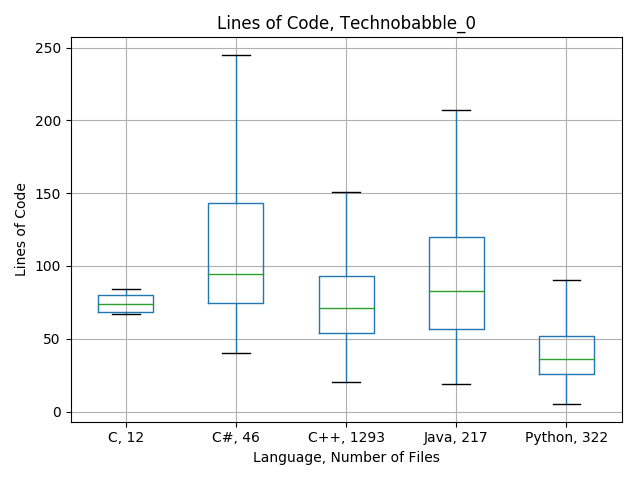 Lines of Code, Technobabble_0
250
200
150
100
50
0
Lines of Code
C, 12
C#, 46
C++, 1293
Java, 217
Python, 322
Language, Number of Files